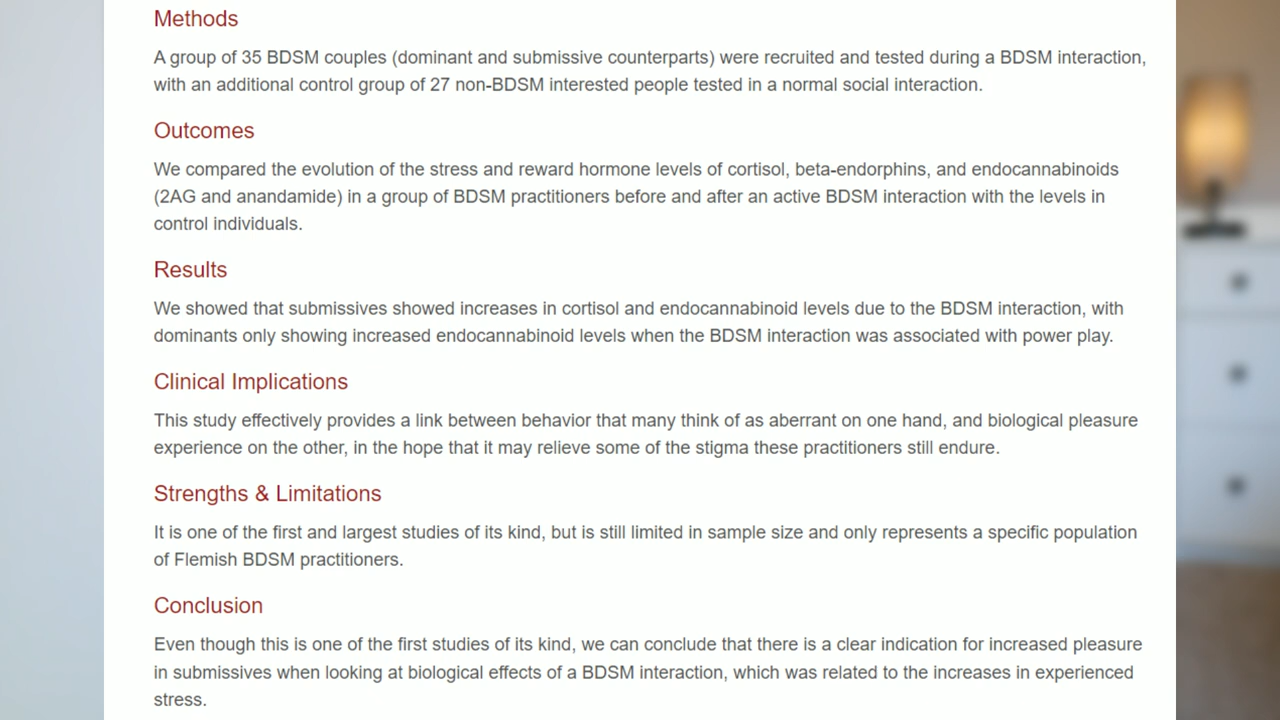 Methods
A group of 35 BDSM couples (dominant and submissive counterparts) were recruited and tested during a BDSM interaction,
with an additional control group of 27 non-BDSM interested people tested in a normal social interaction.
Outcomes
We compared the evolution of the stress and reward hormone levels of cortisol, beta-endorphins, and endocannabinoids
(2AG and anandamide) in a group of BDSM practitioners before and after an active BDSM interaction with the levels in
control individuals.
Results
We showed that submissives showed increases in cortisol and endocannabinoid levels due to the BDSM interaction, with
dominants only showing increased endocannabinoid levels when the BDSM interaction was associated with power play.
Clinical Implications
This study effectively provides a link between behavior that many think of as aberrant on one hand, and biological pleasure
experience on the other, in the hope that it may relieve some of the stigma these practitioners still endure.
Strengths & Limitations
It is one of the first and largest studies of its kind, but is still limited in sample size and only represents a specific population
of Flemish BDSM practitioners.
Conclusion
Even though this is one of the first studies of its kind, we can conclude that there is a clear indication for increased pleasure
in submissives when looking at biological effects of a BDSM interaction, which was related to the increases in experienced
stress.